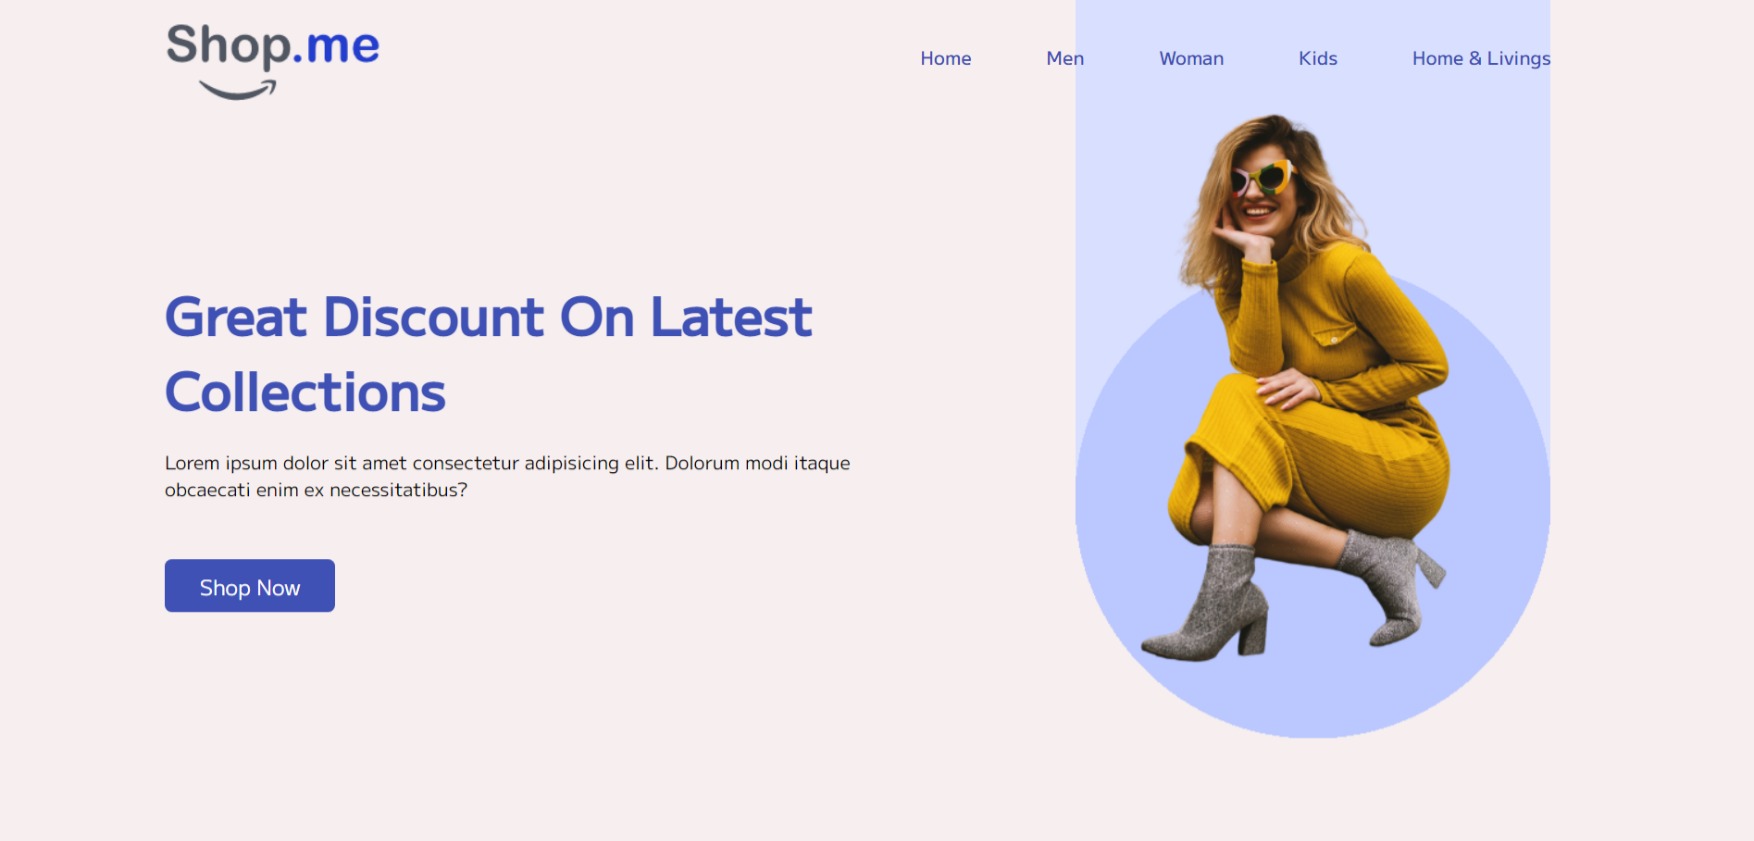 Shop.me
Home Men Woman Kids Home & Livings
Great Discount On Latest
Collections
Lorem ipsum dolor sit amet consectetur adipisicing elit. Dolorum modi itaque
obcaecati enim ex necessitatibus?
Shop Now